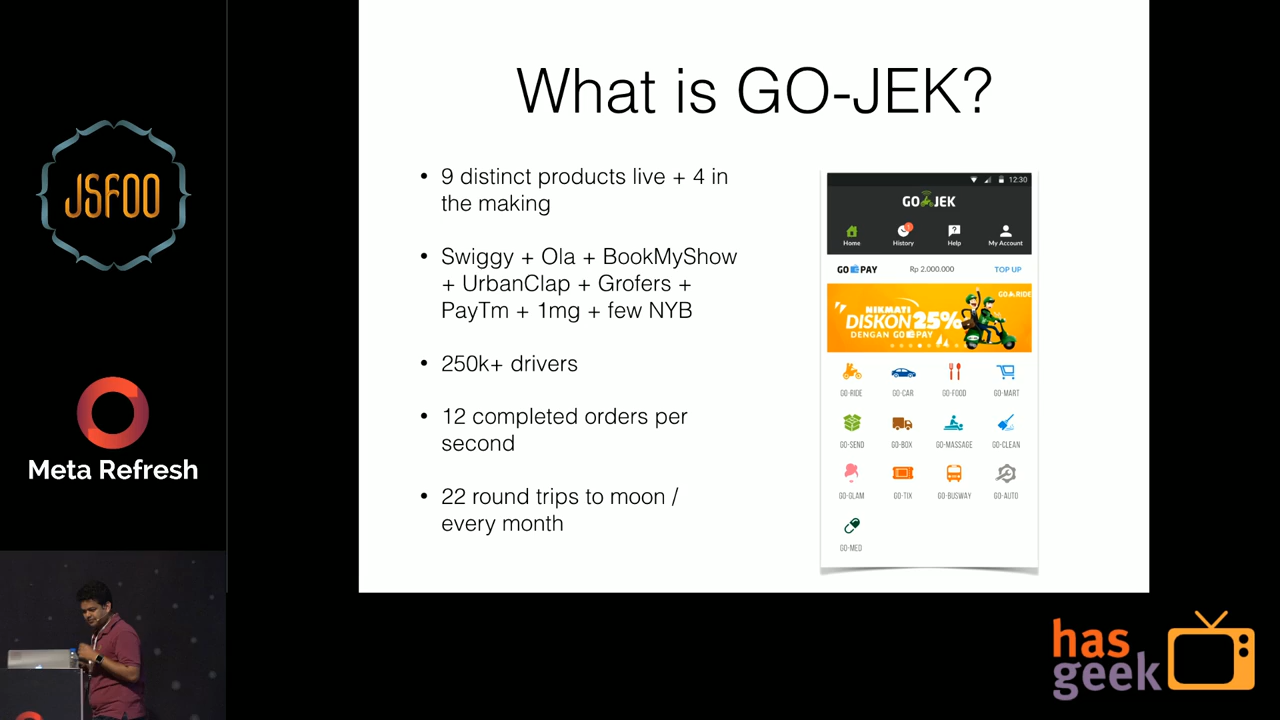 What is GO-JEK?
JSFOO
Meta Refresh
• 9 distinct products live + 4 in
the making
• Swiggy + Ola + BookMyShow
+ UrbanClap + Grofers +
PayTm + 1mg + few NYB
• 250k+ drivers
• 12 completed orders per
second
• 22 round trips to moon /
every month
12:30
GO-JEK
Home History Help My Account
GO PAY Rp 2.000.000 TOP UP
GO RIDE
NIKMATI
DISKON 25%
DENGAN GO PAY
GO-RIDE GO-CAR GO-FOOD GO-MART
GO-SEND GO-BOX GO-MASSAGE GO-CLEAN
GO-GLAM GO-TIX GO-BUSWAY GO-AUTO
GO-MED
has
geek